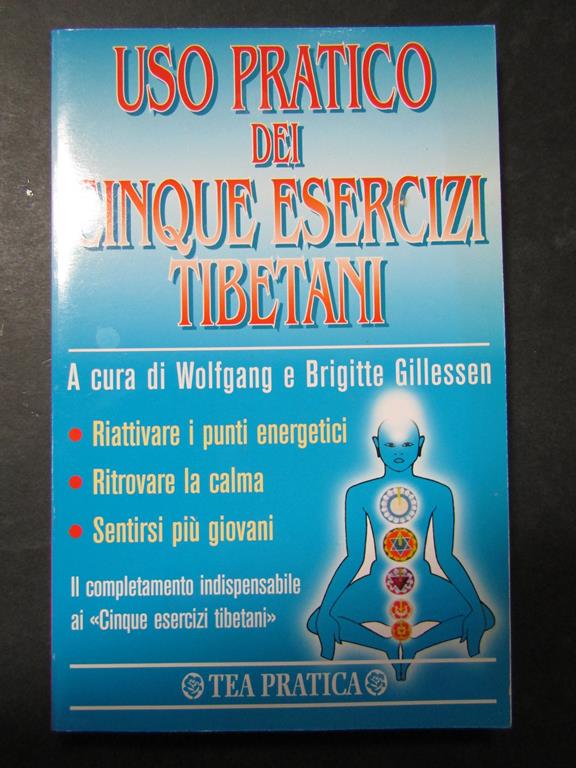 USO PRATICO
DEI
CINQUE ESERCIZI
TIBETANI
A cura di Wolfgang e Brigitte Gillessen
• Riattivare i punti energetici
• Ritrovare la calma
• Sentirsi più giovani
Il completamento indispensabile
ai «Cinque esercizi tibetani»
TEA PRATICA